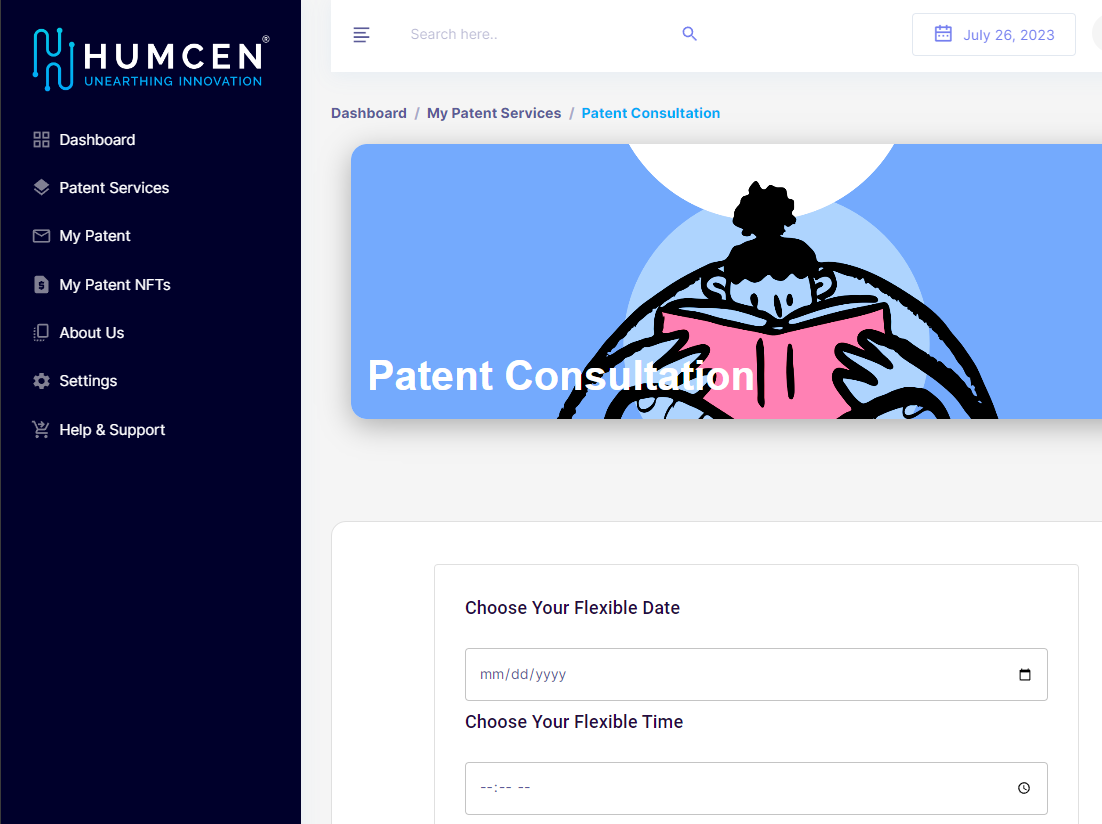 HUMCEN®
UNEARTHING INNOVATION
Dashboard
Patent Services
My Patent
My Patent NFTs
About Us
Settings
Help & Support
Search here..
July 26, 2023
Dashboard / My Patent Services / Patent Consultation
Patent Consultation
Choose Your Flexible Date
mm/dd/yyyy
Choose Your Flexible Time
--:-- --